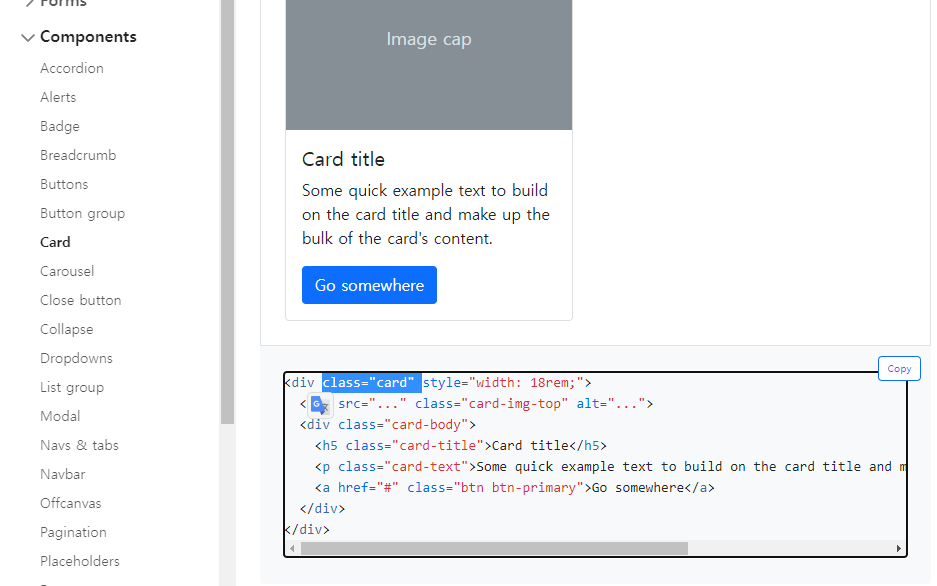 Forms
Components
Accordion
Alerts
Badge
Breadcrumb
Buttons
Button group
Card
Carousel
Close button
Collapse
Dropdowns
List group
Modal
Navs & tabs
Navbar
Offcanvas
Pagination
Placeholders
Image cap
Card title
Some quick example text to build
on the card title and make up the
bulk of the card's content.
Go somewhere
Copy
<div class="card" style="width: 18rem;">
< src="..." class="card-img-top" alt="...">
<div class="card-body">
<h5 class="card-title">Card title</h5>
<p class="card-text">Some quick example text to build on the card title and m
<a href="#" class="btn btn-primary">Go somewhere</a>
</div>
</div>